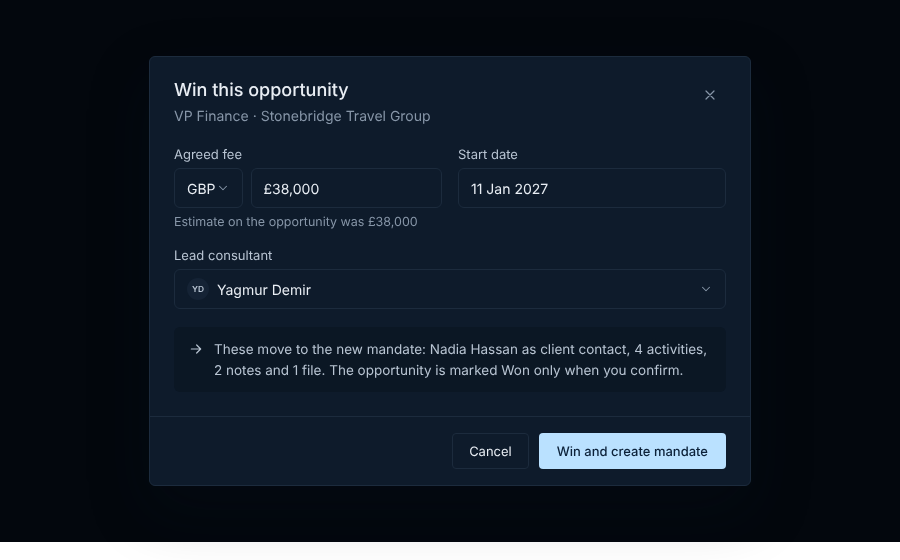 Win this opportunity
VP Finance · Stonebridge Travel Group
Agreed fee
Start date
GBP
£38,000
11 Jan 2027
Estimate on the opportunity was £38,000
Lead consultant
YD
Yagmur Demir
→ These move to the new mandate: Nadia Hassan as client contact, 4 activities,
2 notes and 1 file. The opportunity is marked Won only when you confirm.
Cancel
Win and create mandate